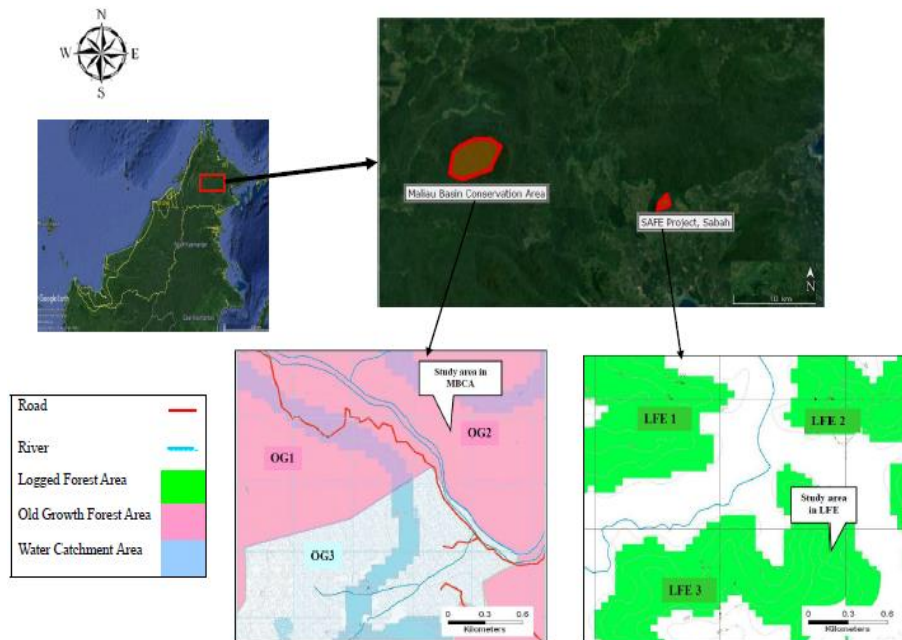 N
W E
S
Maliau Basin Conservation Area
SAFE Project, Sabah
N
10 km
Google Earth
Road
River
Logged Forest Area
Old Growth Forest Area
Water Catchment Area
Study area in
MBCA
OG1
OG2
OG3
0 0.3 0.6
Kilometers
LFE 1
LFE 2
Study area
in LFE
LFE 3
0 0.3 0.6
Kilometers